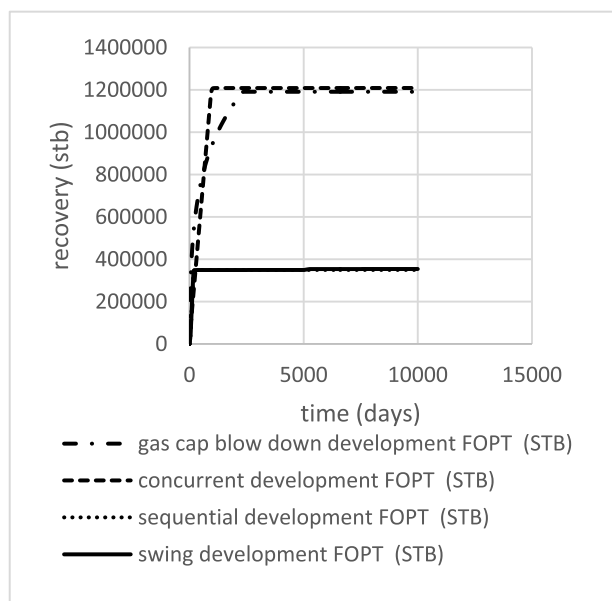 1400000
1200000
1000000
800000
600000
400000
200000
0
recovery (stb)
0 5000 10000 15000
time (days)
gas cap blow down development FOPT (STB)
concurrent development FOPT (STB)
sequential development FOPT (STB)
swing development FOPT (STB)